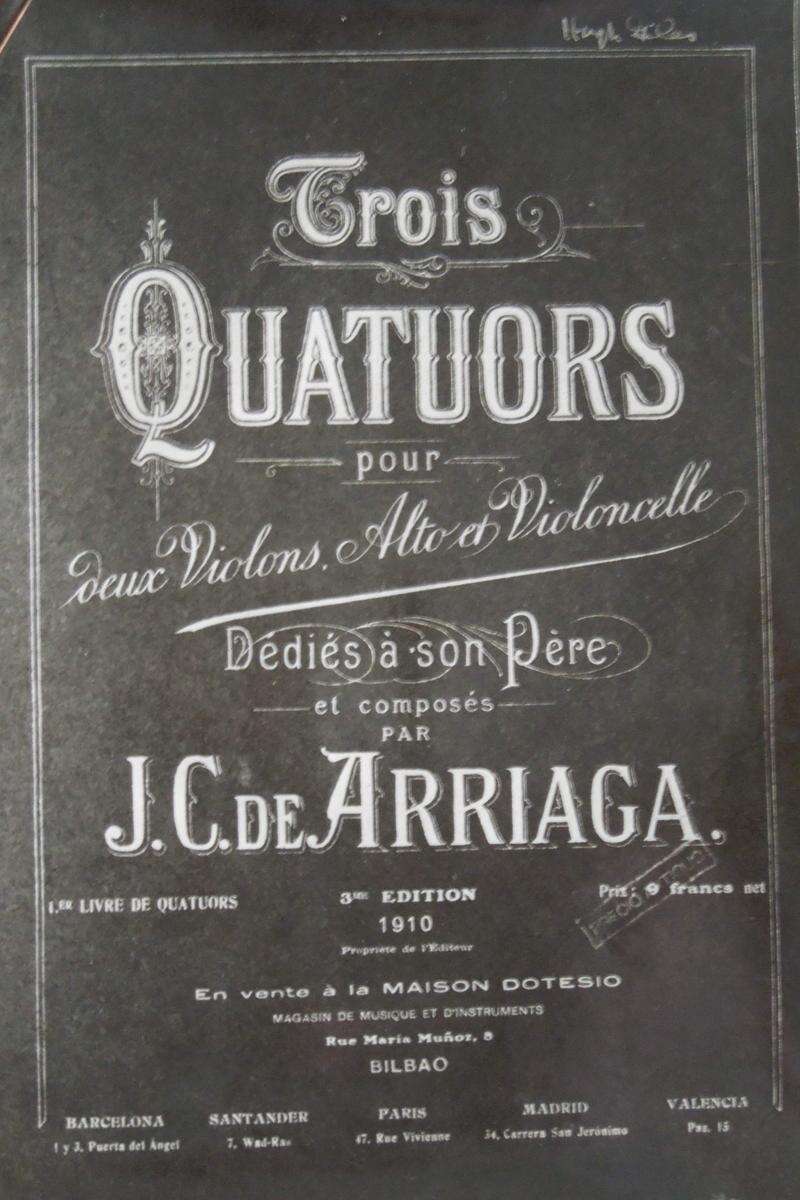 Hugh
Trois
QUATUORS
pour
deux Violons, Alto et Violoncelle
Dédiés à son Père
et composés
PAR
J. C. DE ARRIAGA.
1.ER LIVRE DE QUATUORS
3me EDITION
Prix: 9 francs net
1910
Propriété de l'Éditeur
En vente à la MAISON DOTESIO
MAGASIN DE MUSIQUE ET D'INSTRUMENTS
Rue María Muñoz, 8
BILBAO
BARCELONA SANTANDER PARIS MADRID VALENCIA
1 y 3, Puerta del Ángel 7, Wad-Ras 47, Rue Vivienne 34, Carrera San Jerónimo Paz, 15